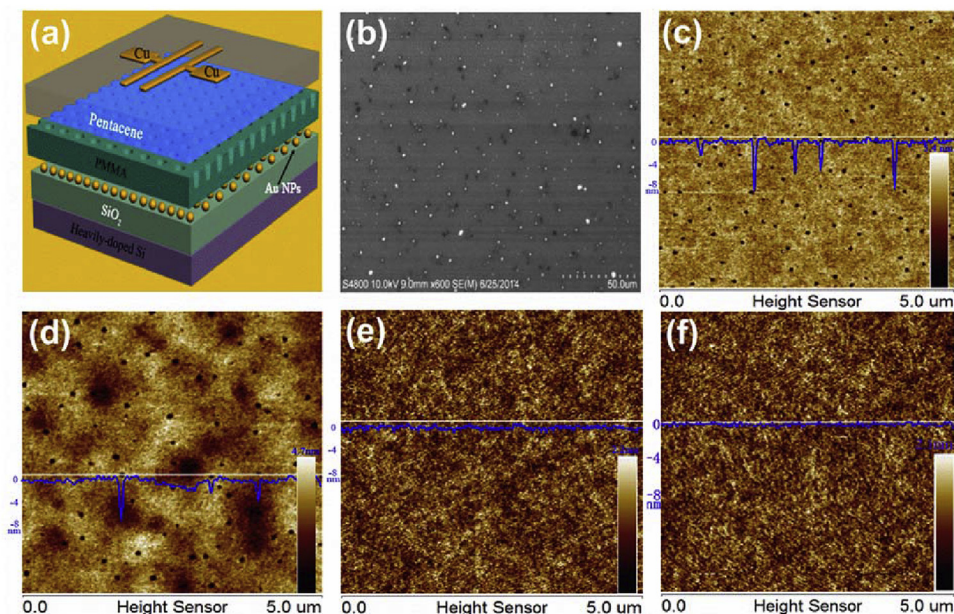 (a)
Cu
Cu
Pentacene
PMMA
Au NPs
SiO2
Heavily-doped Si
(b)
S4800 10.0kV 9.0mm x600 SE(M) 6/25/2014
50.0um
(c)
0
-4
-8
nm
0.0 Height Sensor 5.0 um
(d)
4.7nm
0
-4
-8
nm
0.0 Height Sensor 5.0 um
(e)
0
-4
-8
nm
0.0 Height Sensor 5.0 um
(f)
0
-4
-8
nm
0.0 Height Sensor 5.0 um